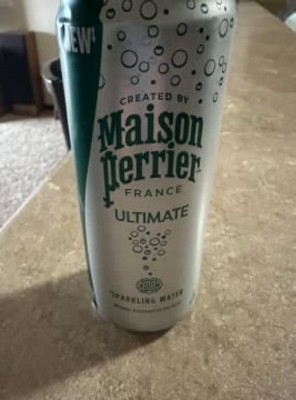 NEW!
CREATED BY
Maison
perrier
FRANCE
ULTIMATE
SPARKLING WATER